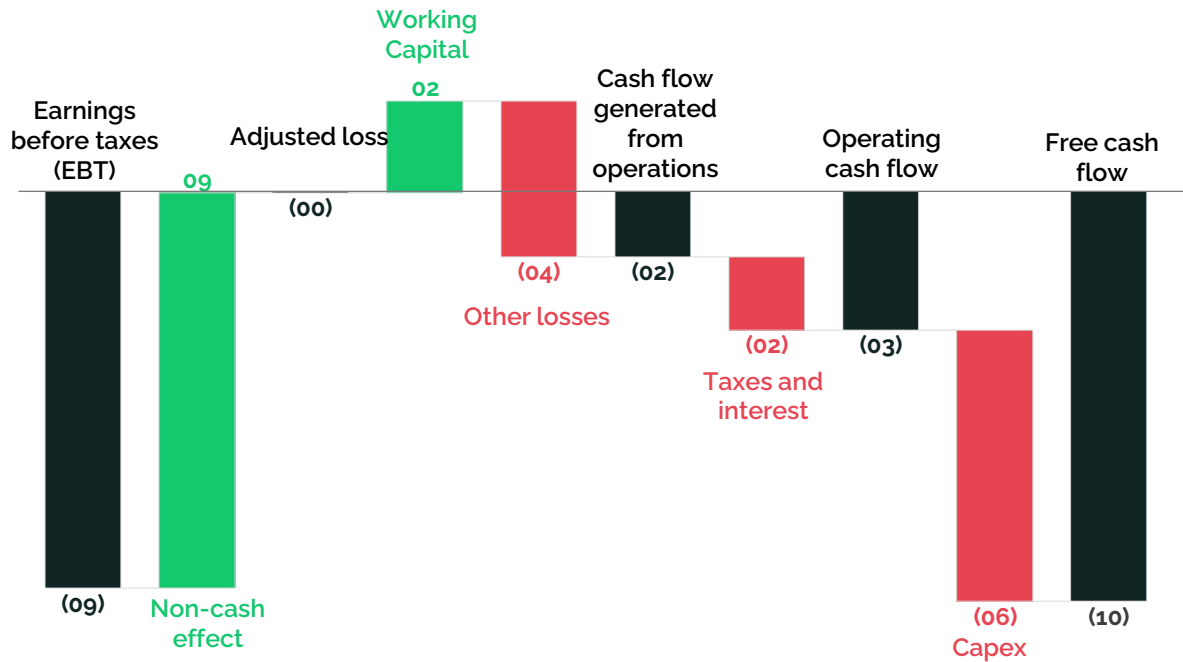 Earnings
before taxes
(EBT)
(09)
09
Non-cash
effect
Adjusted loss
(00)
Working
Capital
02
(04)
Other losses
Cash flow
generated
from
operations
(02)
(02)
Taxes and
interest
Operating
cash flow
(03)
(06)
Capex
Free cash
flow
(10)